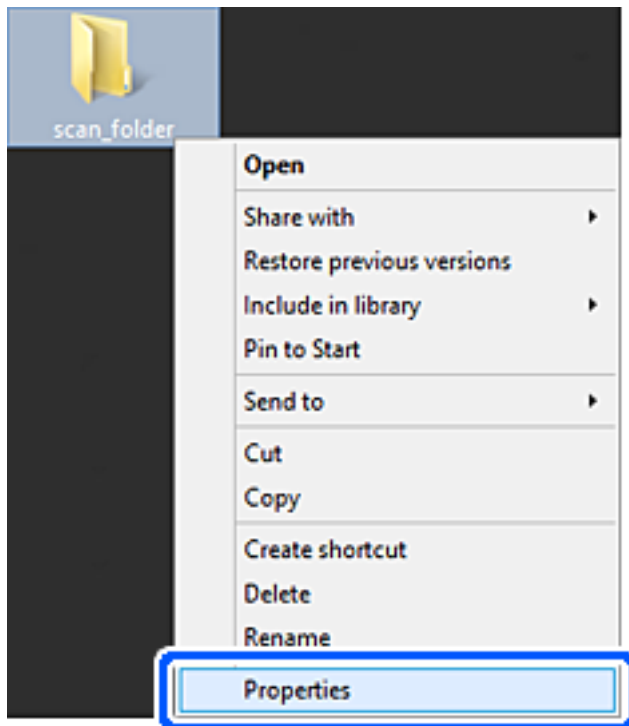 scan_folder
Open
Share with
Restore previous versions
Include in library
Pin to Start
Send to
Cut
Copy
Create shortcut
Delete
Rename
Properties